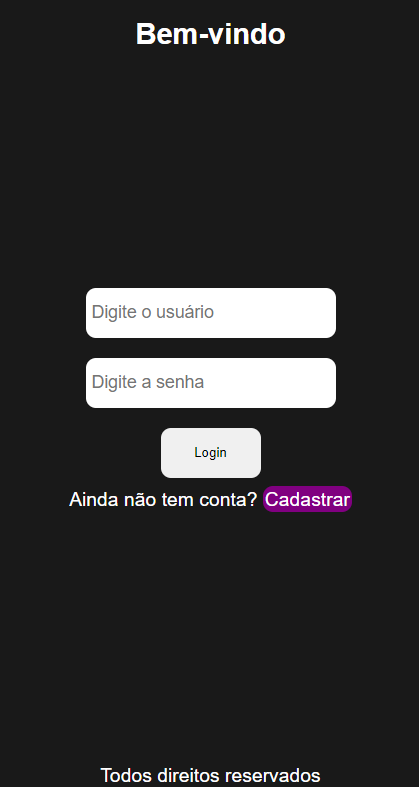 Bem-vindo
Digite o usuário
Digite a senha
Login
Ainda não tem conta? Cadastrar
Todos direitos reservados